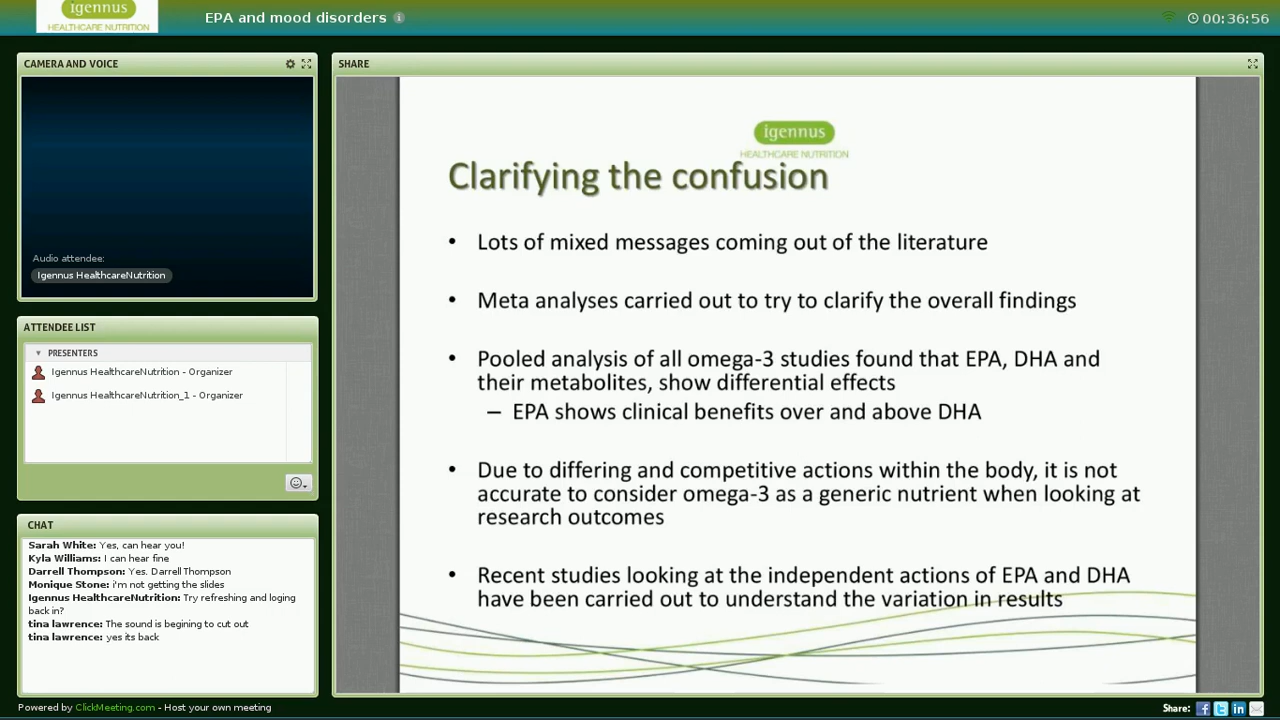 igennus
HEALTHCARE NUTRITION
EPA and mood disorders
00:36:56
CAMERA AND VOICE
Audio attendee:
Igennus HealthcareNutrition
ATTENDEE LIST
PRESENTERS
Igennus HealthcareNutrition - Organizer
Igennus HealthcareNutrition_1 - Organizer
CHAT
Sarah White: Yes, can hear you!
Kyla Williams: I can hear fine
Darrell Thompson: Yes. Darrell Thompson
Monique Stone: i'm not getting the slides
Igennus HealthcareNutrition: Try refreshing and loging
back in?
tina lawrence: The sound is begining to cut out
tina lawrence: yes its back
SHARE
igennus
HEALTHCARE NUTRITION
Clarifying the confusion
• Lots of mixed messages coming out of the literature
• Meta analyses carried out to try to clarify the overall findings
• Pooled analysis of all omega-3 studies found that EPA, DHA and
their metabolites, show differential effects
– EPA shows clinical benefits over and above DHA
• Due to differing and competitive actions within the body, it is not
accurate to consider omega-3 as a generic nutrient when looking at
research outcomes
• Recent studies looking at the independent actions of EPA and DHA
have been carried out to understand the variation in results
Powered by ClickMeeting.com - Host your own meeting
Share: